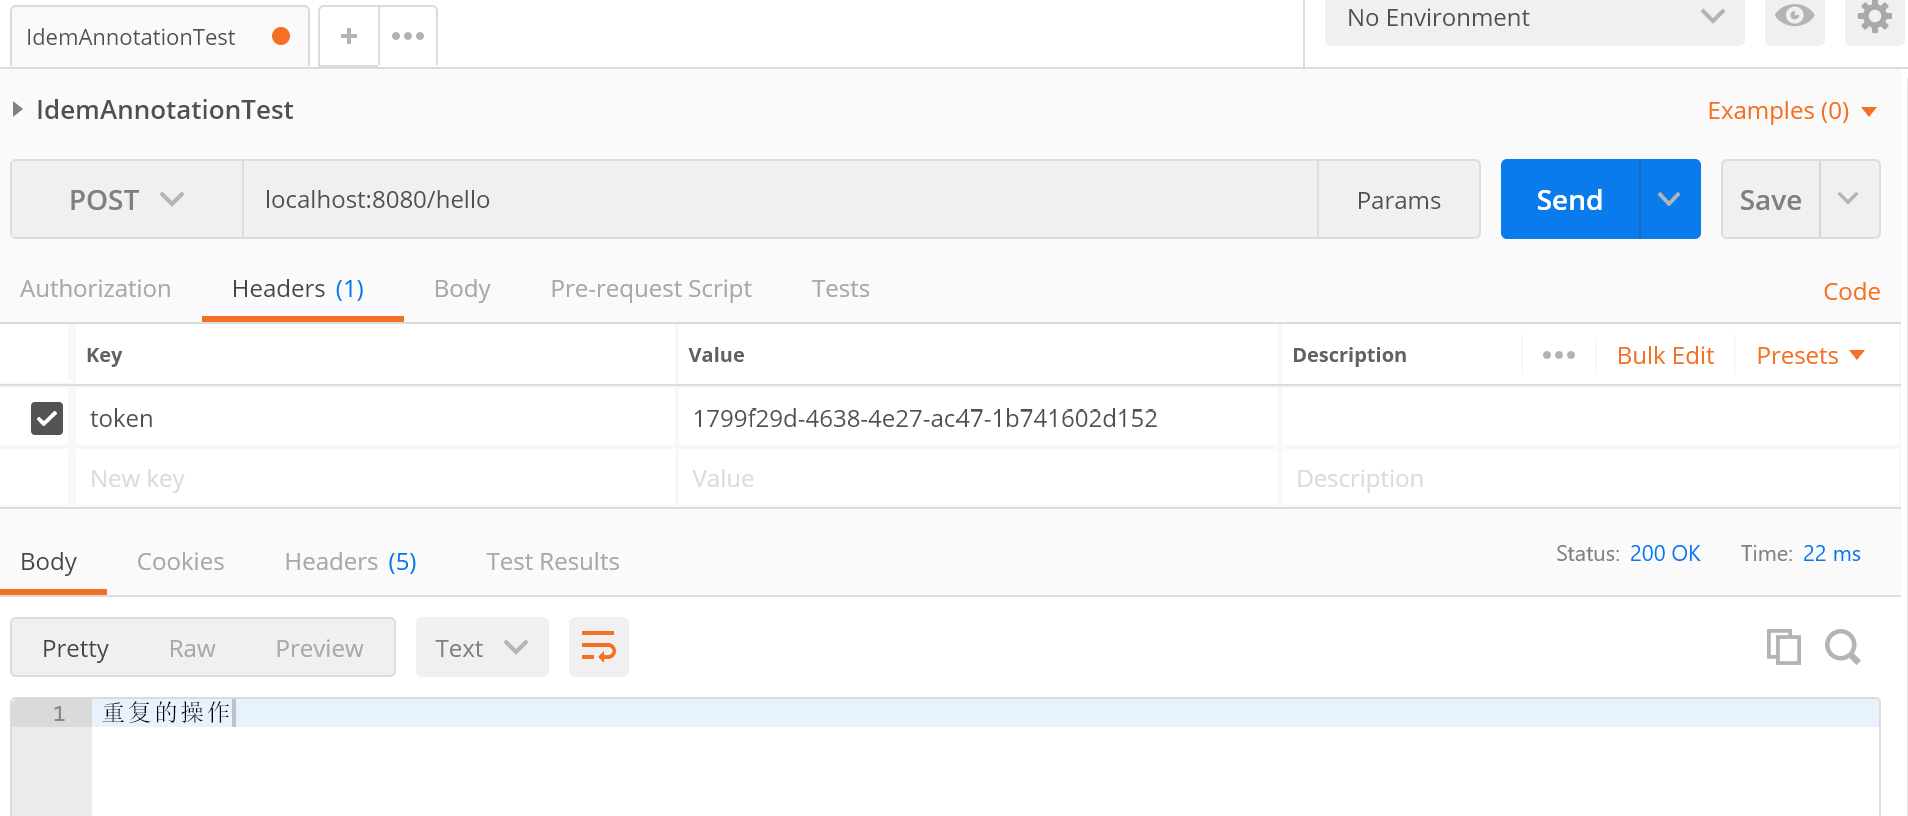 IdemAnnotationTest
No Environment
IdemAnnotationTest
Examples (0)
POST localhost:8080/hello Params Send Save
Authorization Headers (1) Body Pre-request Script Tests Code
Key Value Description Bulk Edit Presets
token 1799f29d-4638-4e27-ac47-1b741602d152
New key Value Description
Body Cookies Headers (5) Test Results Status: 200 OK Time: 22 ms
Pretty Raw Preview Text
1 重复的操作